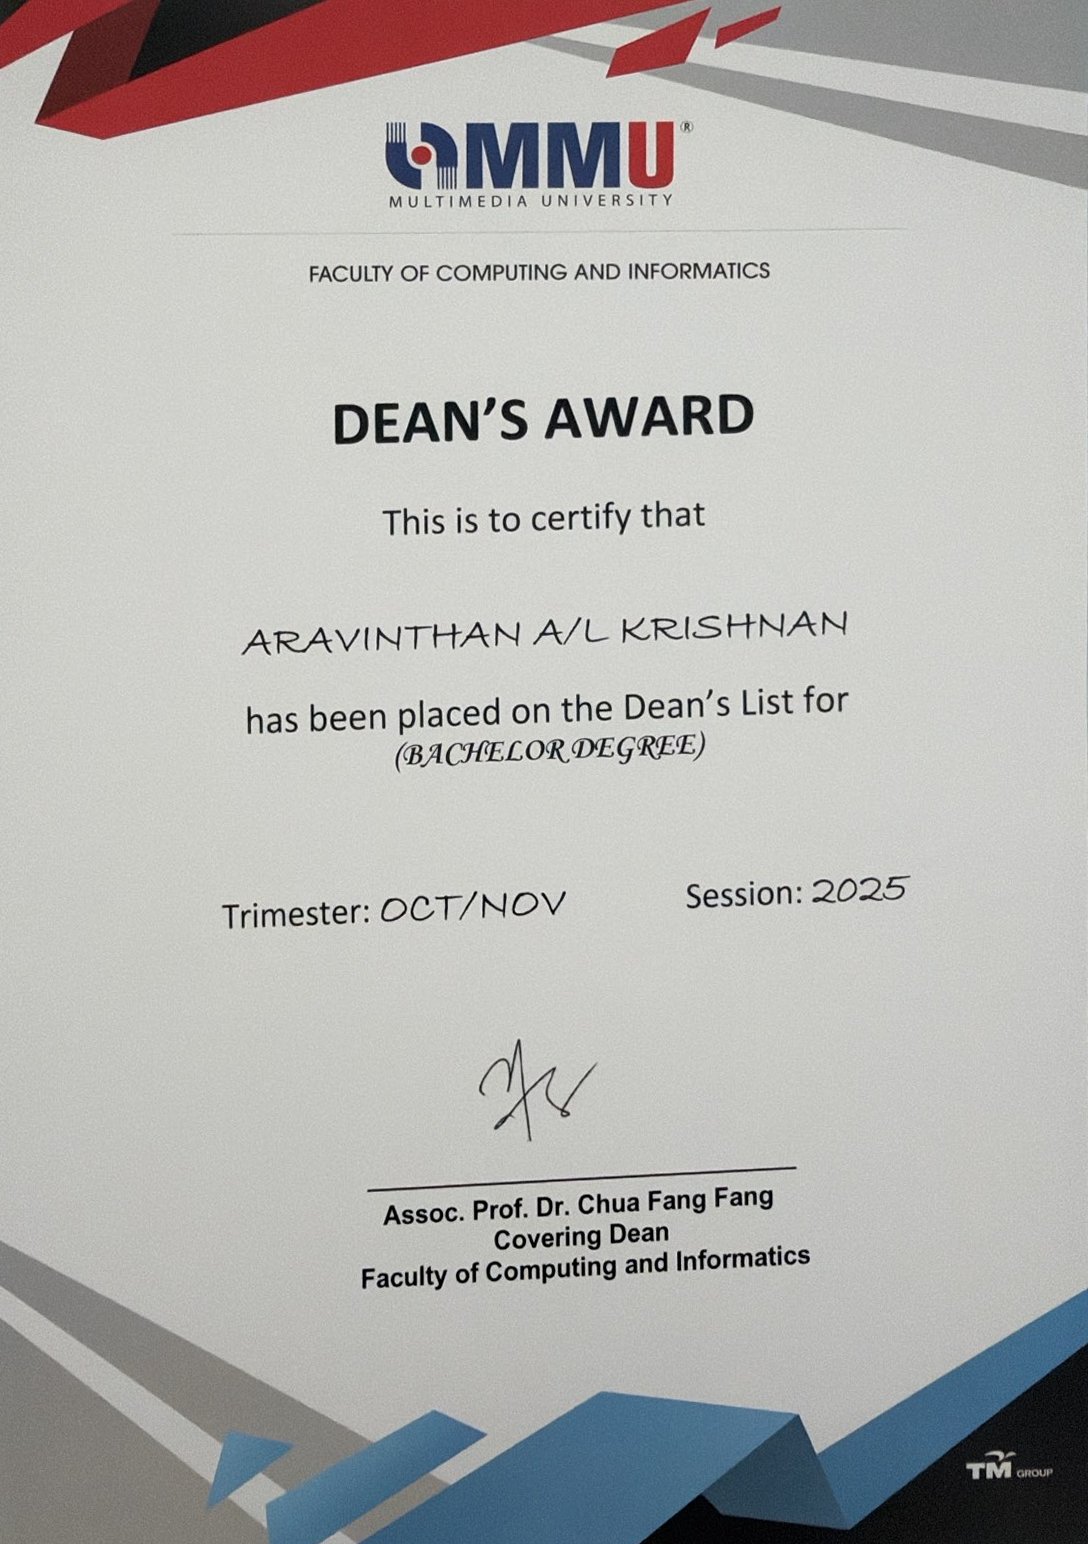 MMU®
MULTIMEDIA UNIVERSITY
FACULTY OF COMPUTING AND INFORMATICS
DEAN'S AWARD
This is to certify that
ARAVINTHAN A/L KRISHNAN
has been placed on the Dean's List for
(BACHELOR DEGREE)
Trimester: OCT/NOV Session: 2025
Assoc. Prof. Dr. Chua Fang Fang
Covering Dean
Faculty of Computing and Informatics
TM GROUP